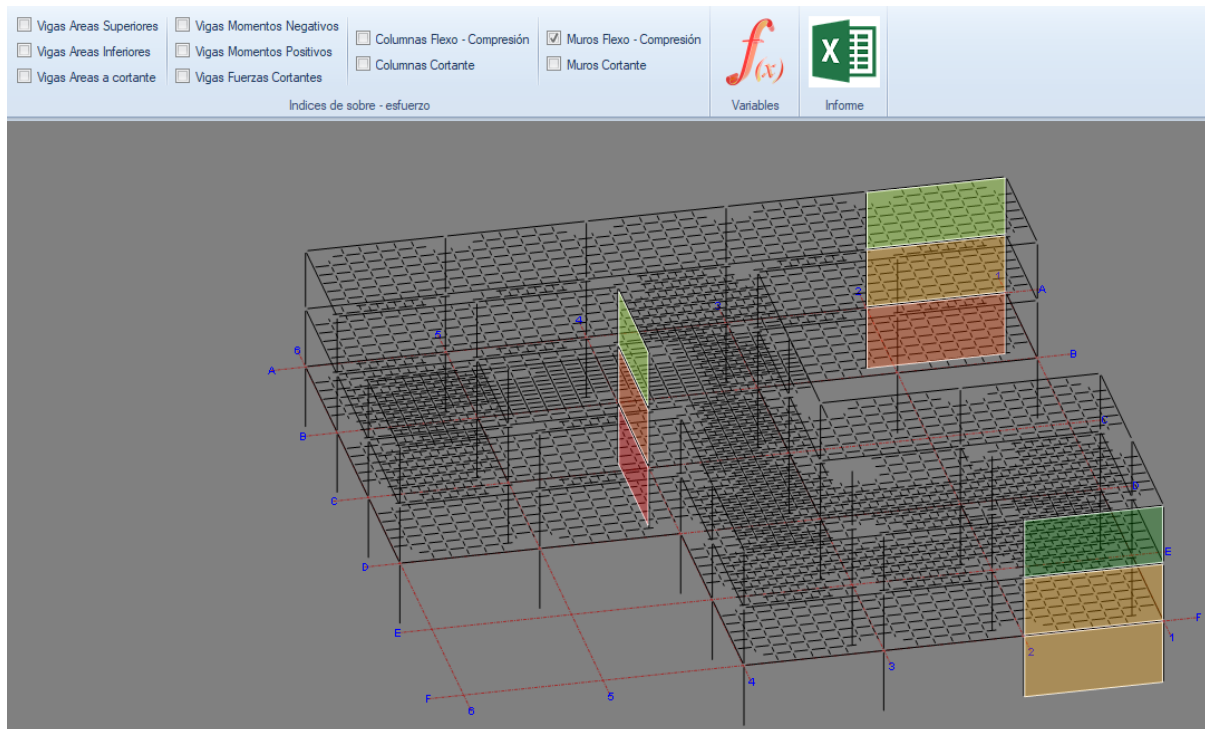 Vigas Areas Superiores
Vigas Areas Inferiores
Vigas Areas a cortante
Vigas Momentos Negativos
Vigas Momentos Positivos
Vigas Fuerzas Cortantes
Columnas Flexo - Compresión
Columnas Cortante
Muros Flexo - Compresión
Muros Cortante
Indices de sobre - esfuerzo
f(x)
Variables
X
Informe
1
2
A
3
4
5
6
A
B
B
C
C
D
D
E
E
F
F
1
2
3
4
5
6